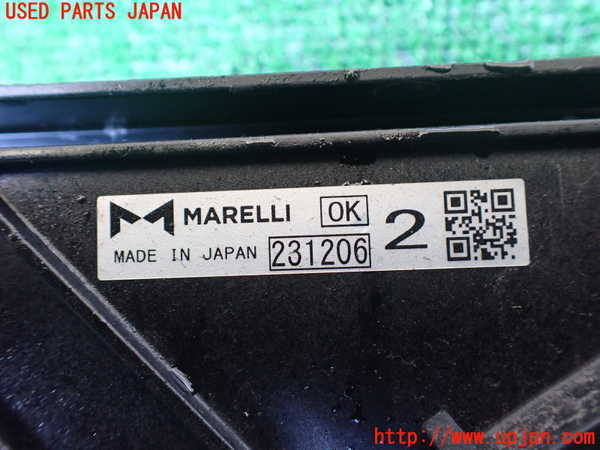 USED PARTS JAPAN
MARELLI OK
MADE IN JAPAN 231206 2
http://www.upjpn.com